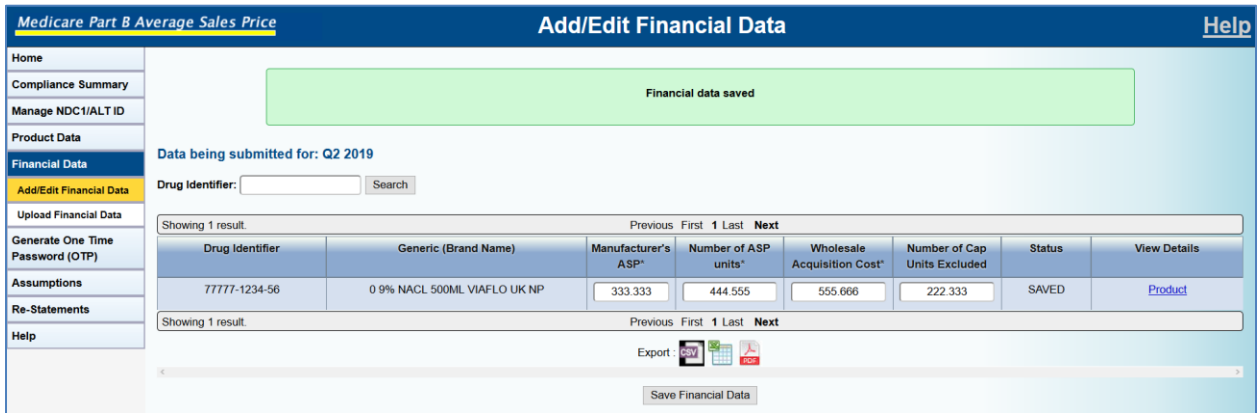 Medicare Part B Average Sales Price
Add/Edit Financial Data
Help
Home
Compliance Summary
Manage NDC1/ALT ID
Product Data
Financial Data
Add/Edit Financial Data
Upload Financial Data
Generate One Time
Password (OTP)
Assumptions
Re-Statements
Help
Financial data saved
Data being submitted for: Q2 2019
Drug Identifier: Search
Showing 1 result. Previous First 1 Last Next
Drug Identifier Generic (Brand Name) Manufacturer's ASP* Number of ASP units* Wholesale Acquisition Cost* Number of Cap Units Excluded Status View Details
77777-1234-56 0 9% NACL 500ML VIAFLO UK NP 333.333 444.555 555.666 222.333 SAVED Product
Showing 1 result. Previous First 1 Last Next
Export : CSV PDF
Save Financial Data